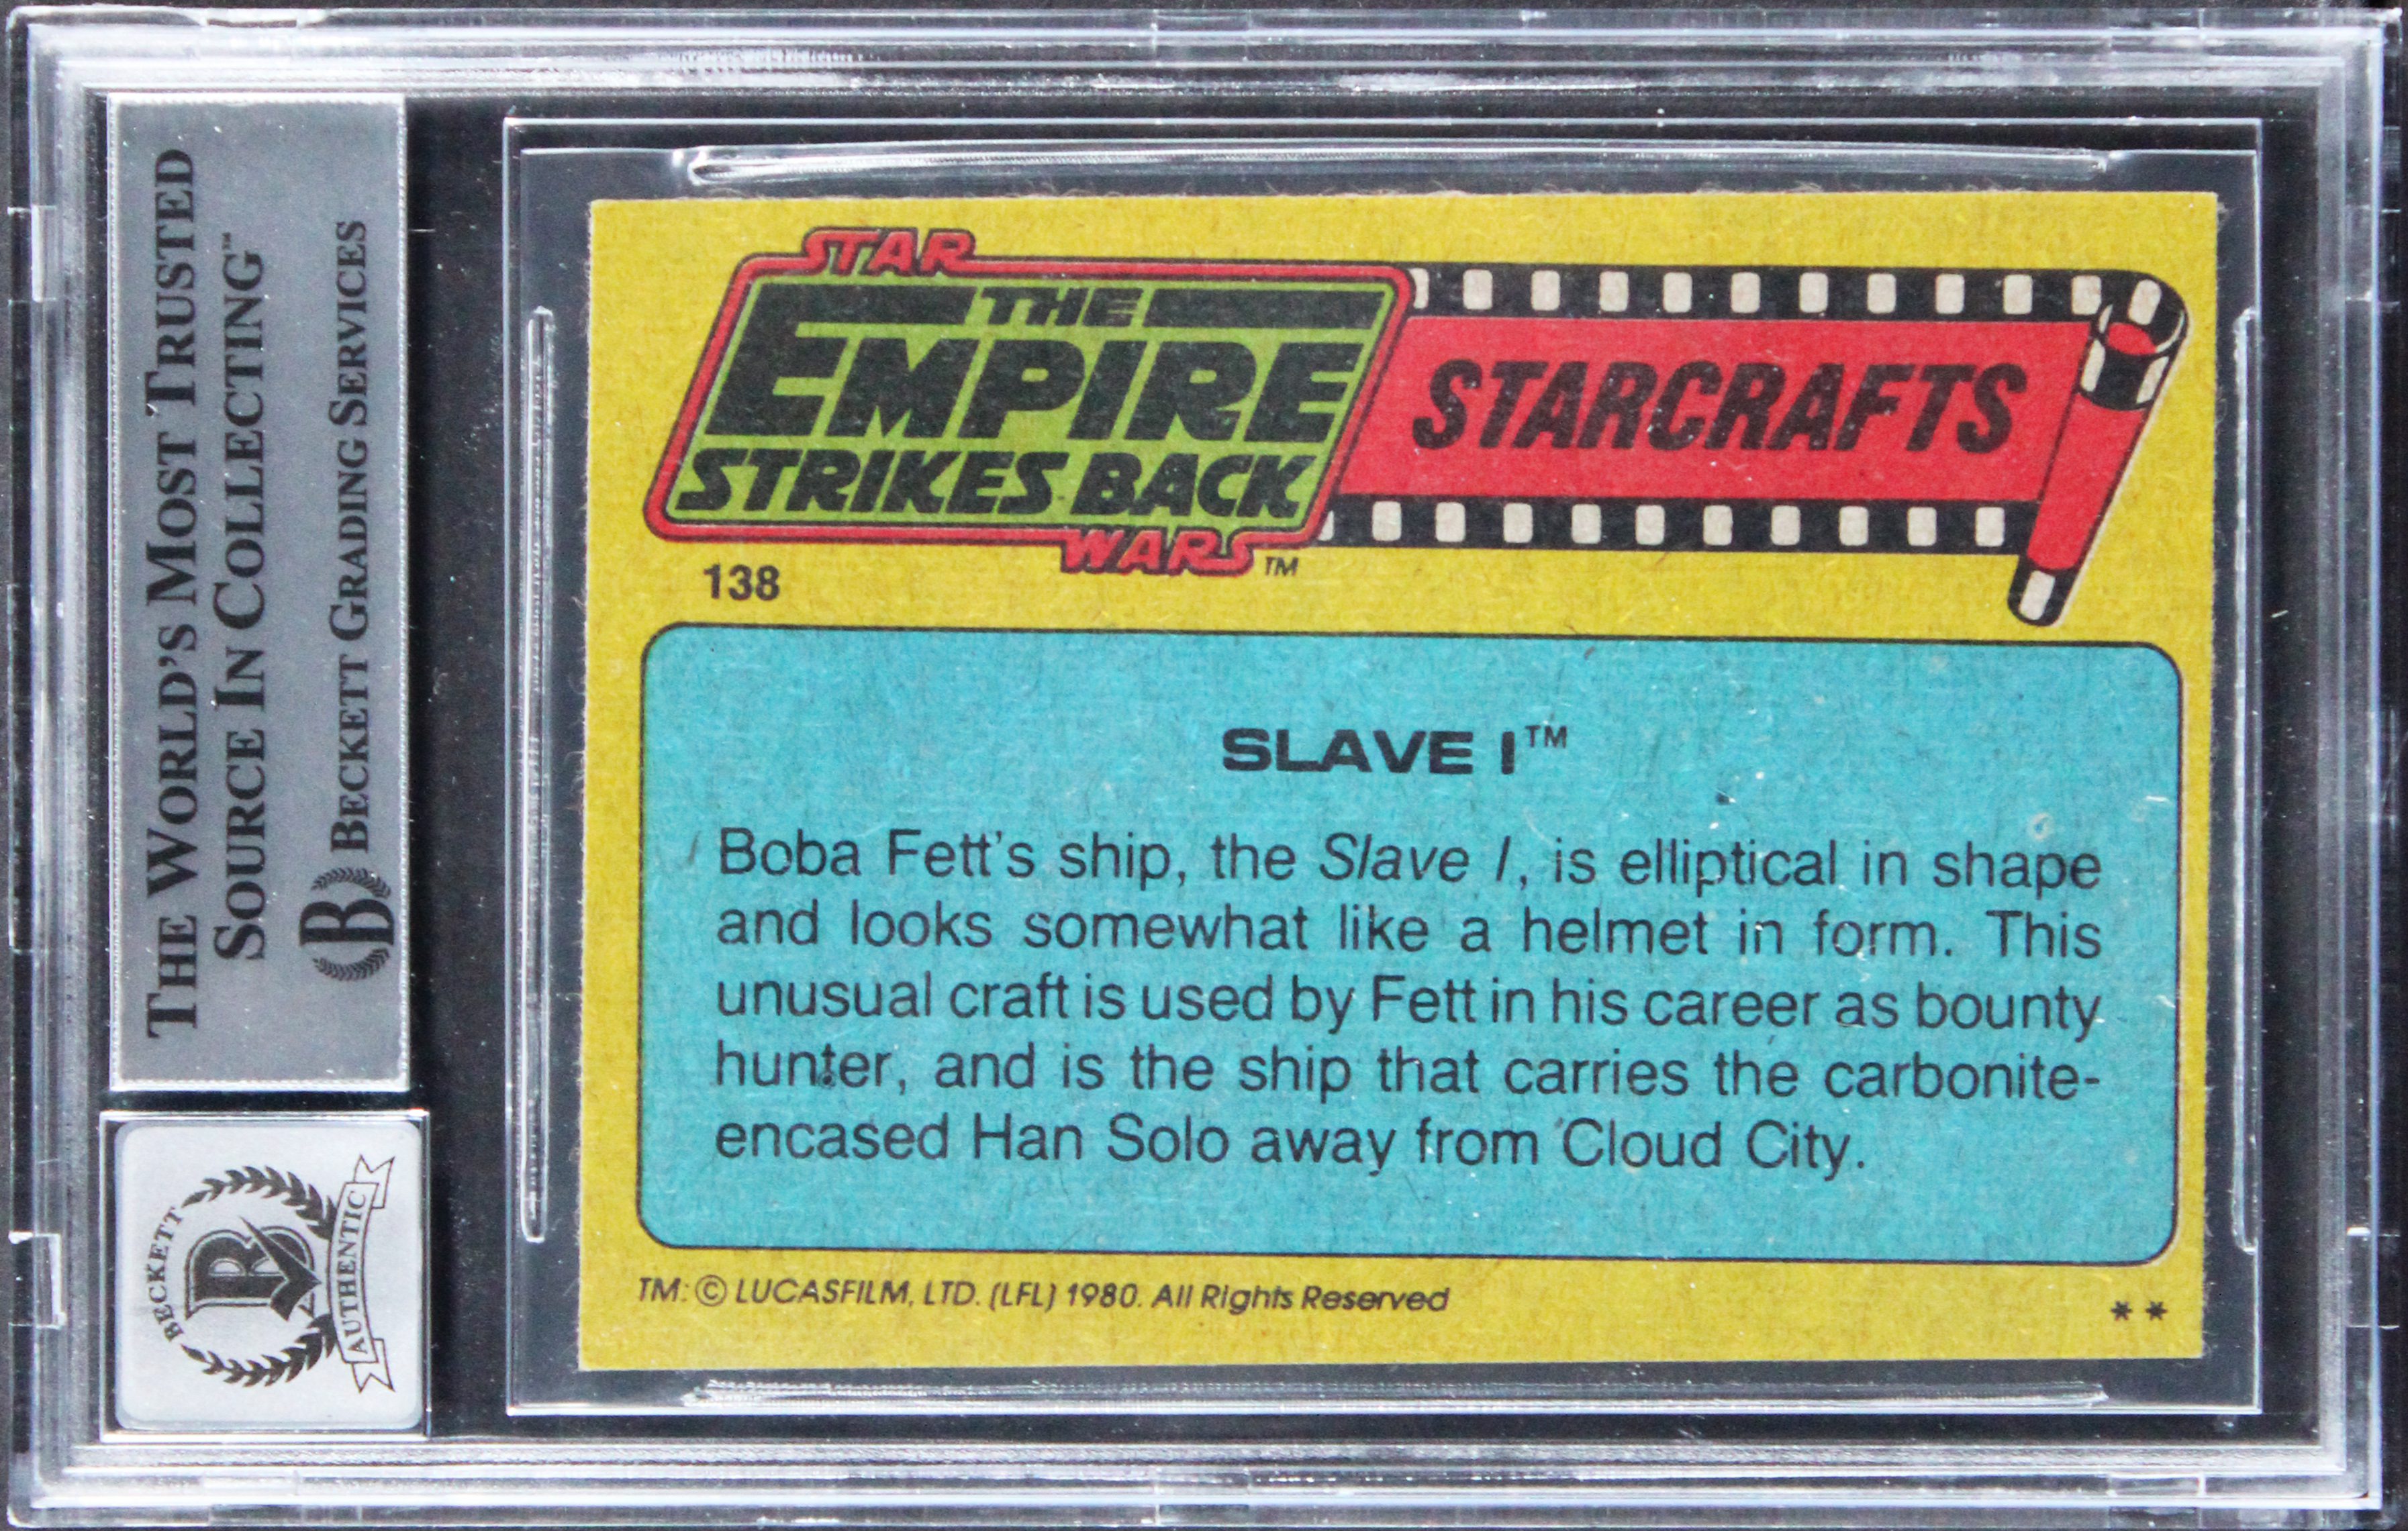 THE WORLD'S MOST TRUSTED
SOURCE IN COLLECTING™
B BECKETT GRADING SERVICES
BECKETT
B
AUTHENTIC
STAR
THE
EMPIRE
STRIKES BACK
WARS™
STARCRAFTS
138
SLAVE I™
Boba Fett's ship, the Slave I, is elliptical in shape
and looks somewhat like a helmet in form. This
unusual craft is used by Fett in his career as bounty
hunter, and is the ship that carries the carbonite-
encased Han Solo away from Cloud City.
TM: © LUCASFILM, LTD. (LFL) 1980. All Rights Reserved
**